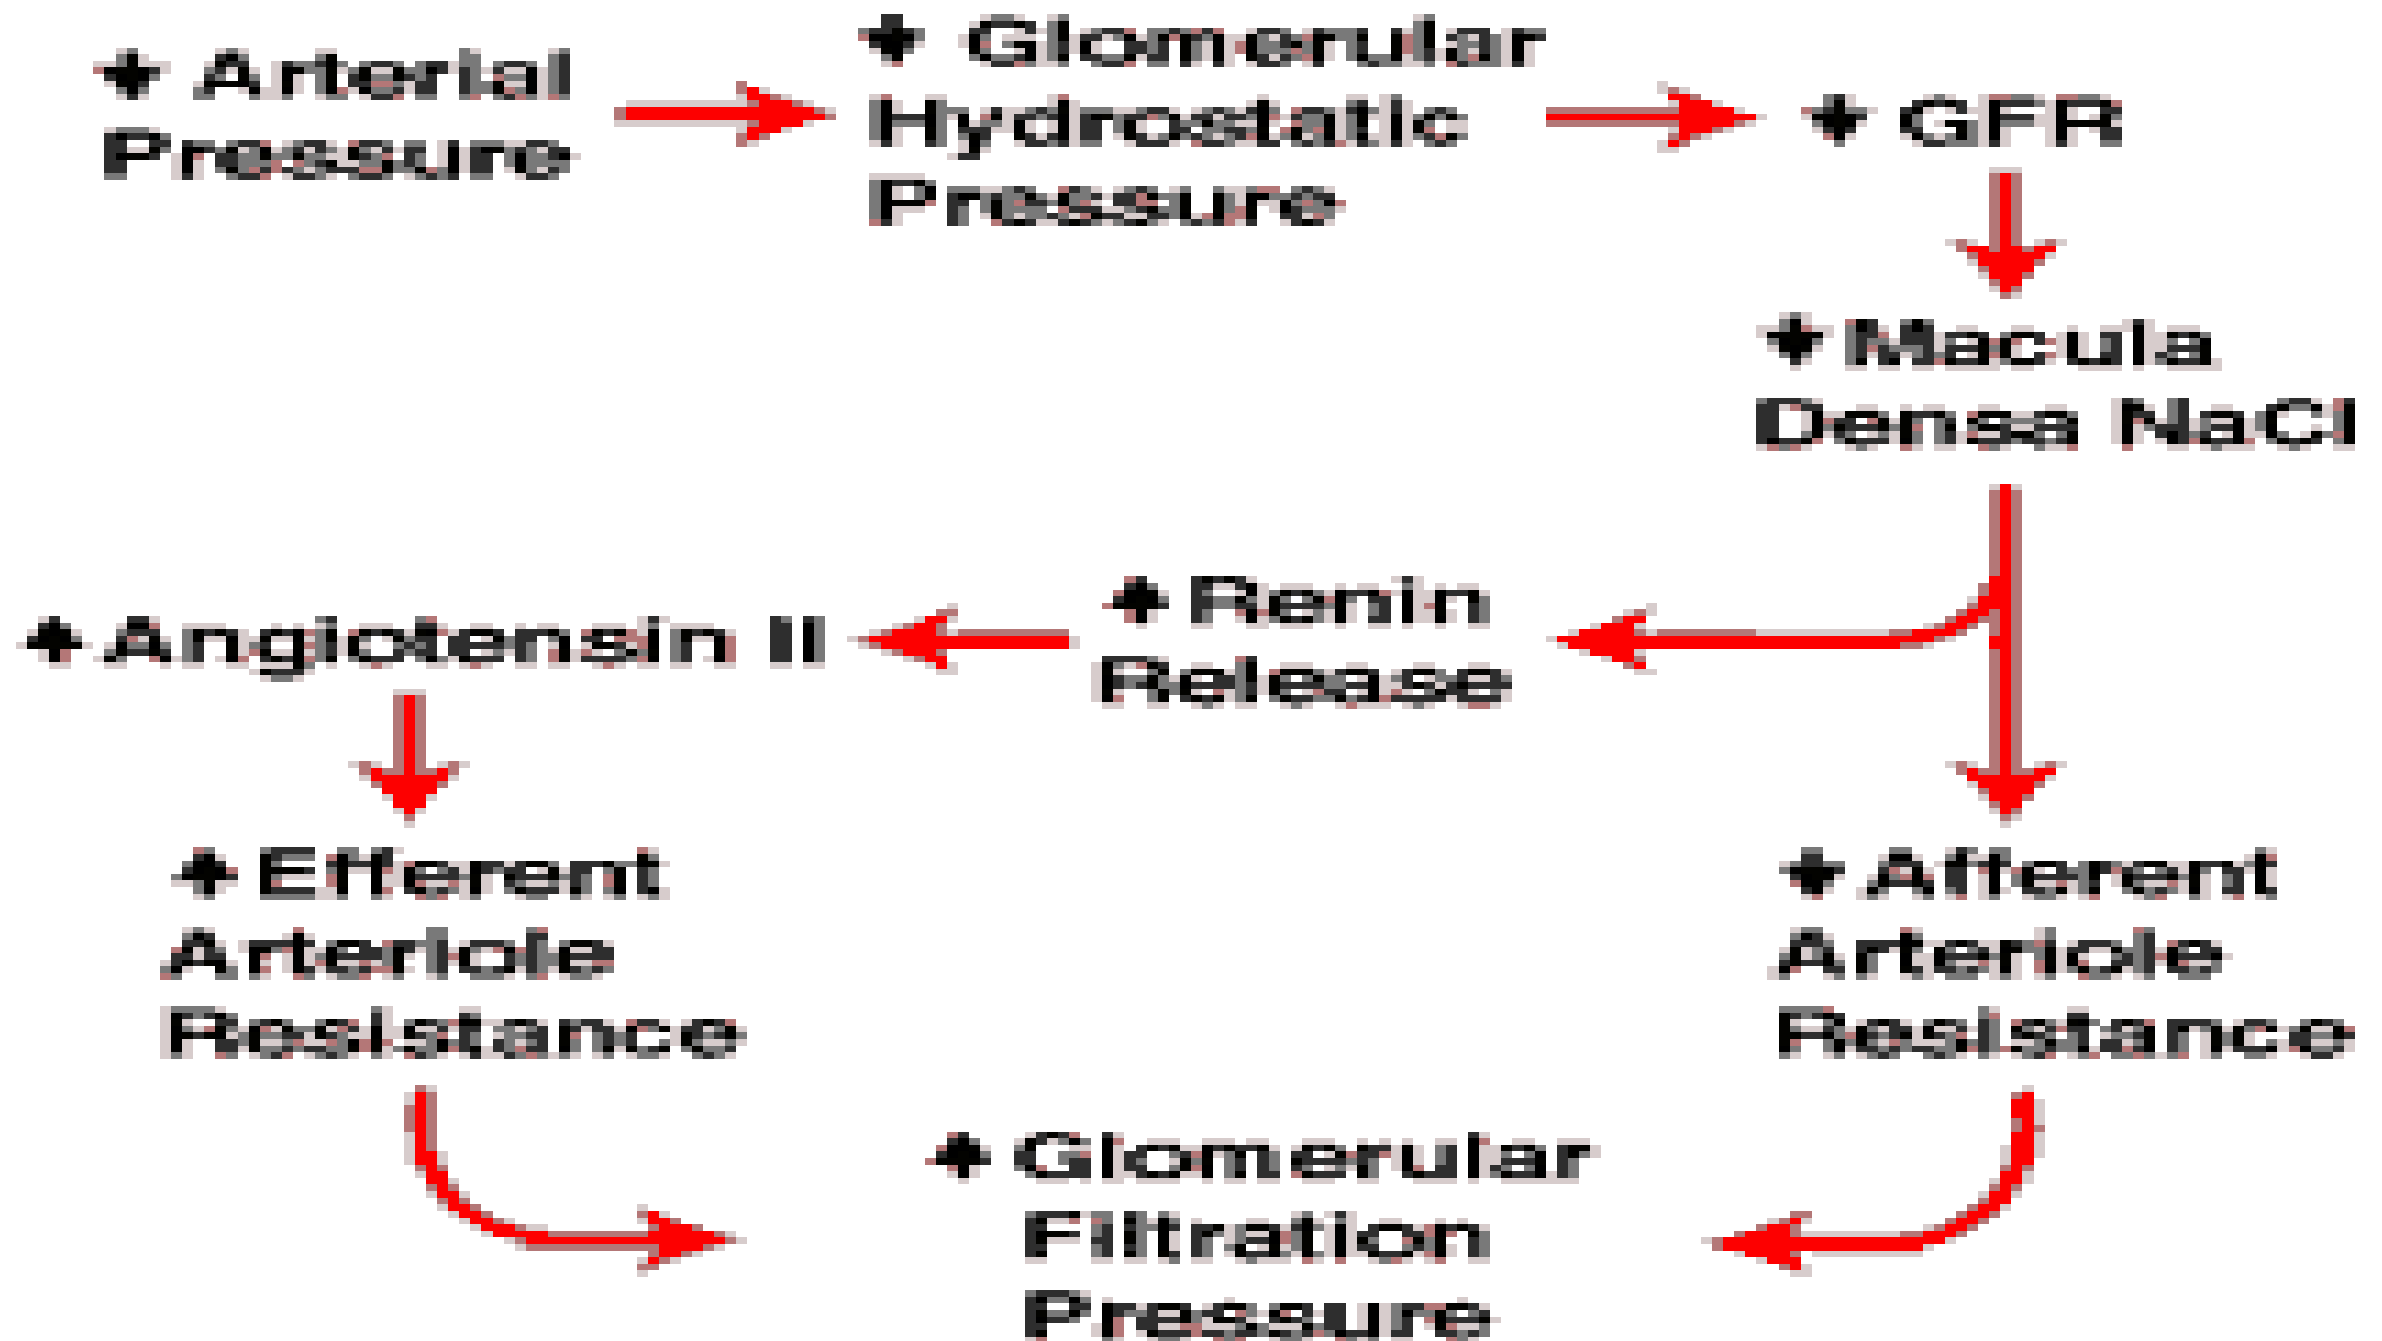 Arterial
Pressure
Glomerular
Hydrostatic
Pressure
GFR
Macula
Densa NaCl
Renin
Release
Angiotensin II
Efferent
Arteriole
Resistance
Afferent
Arteriole
Resistance
Glomerular
Filtration
Pressure